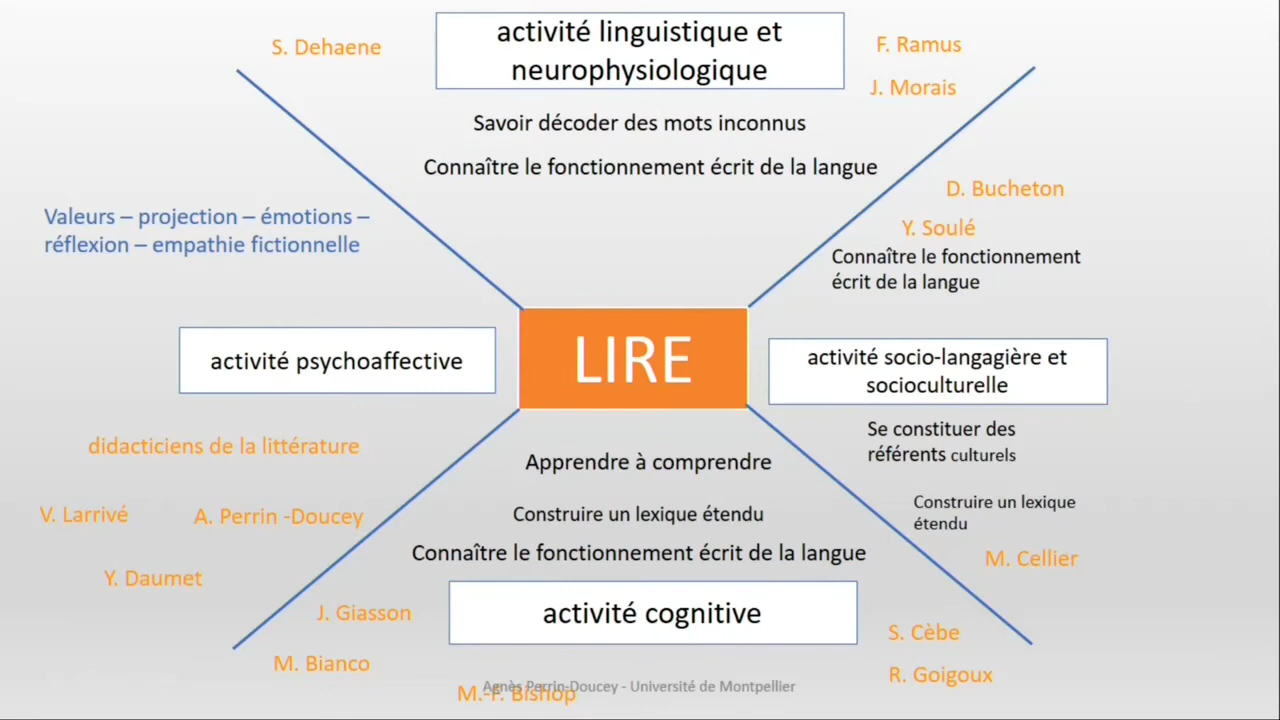 S. Dehaene
activité linguistique et
neurophysiologique
F. Ramus
J. Morais
Savoir décoder des mots inconnus
Connaître le fonctionnement écrit de la langue
D. Bucheton
Y. Soulé
Connaître le fonctionnement
écrit de la langue
Valeurs – projection – émotions –
réflexion – empathie fictionnelle
activité psychoaffective
LIRE
activité socio-langagière et
socioculturelle
didacticiens de la littérature
V. Larrivé
A. Perrin -Doucey
Y. Daumet
J. Giasson
M. Bianco
Apprendre à comprendre
Construire un lexique étendu
Connaître le fonctionnement écrit de la langue
activité cognitive
Se constituer des
référents culturels
Construire un lexique
étendu
M. Cellier
S. Cèbe
R. Goigoux
M.-F. Bishop
Agnès Perrin-Doucey - Université de Montpellier